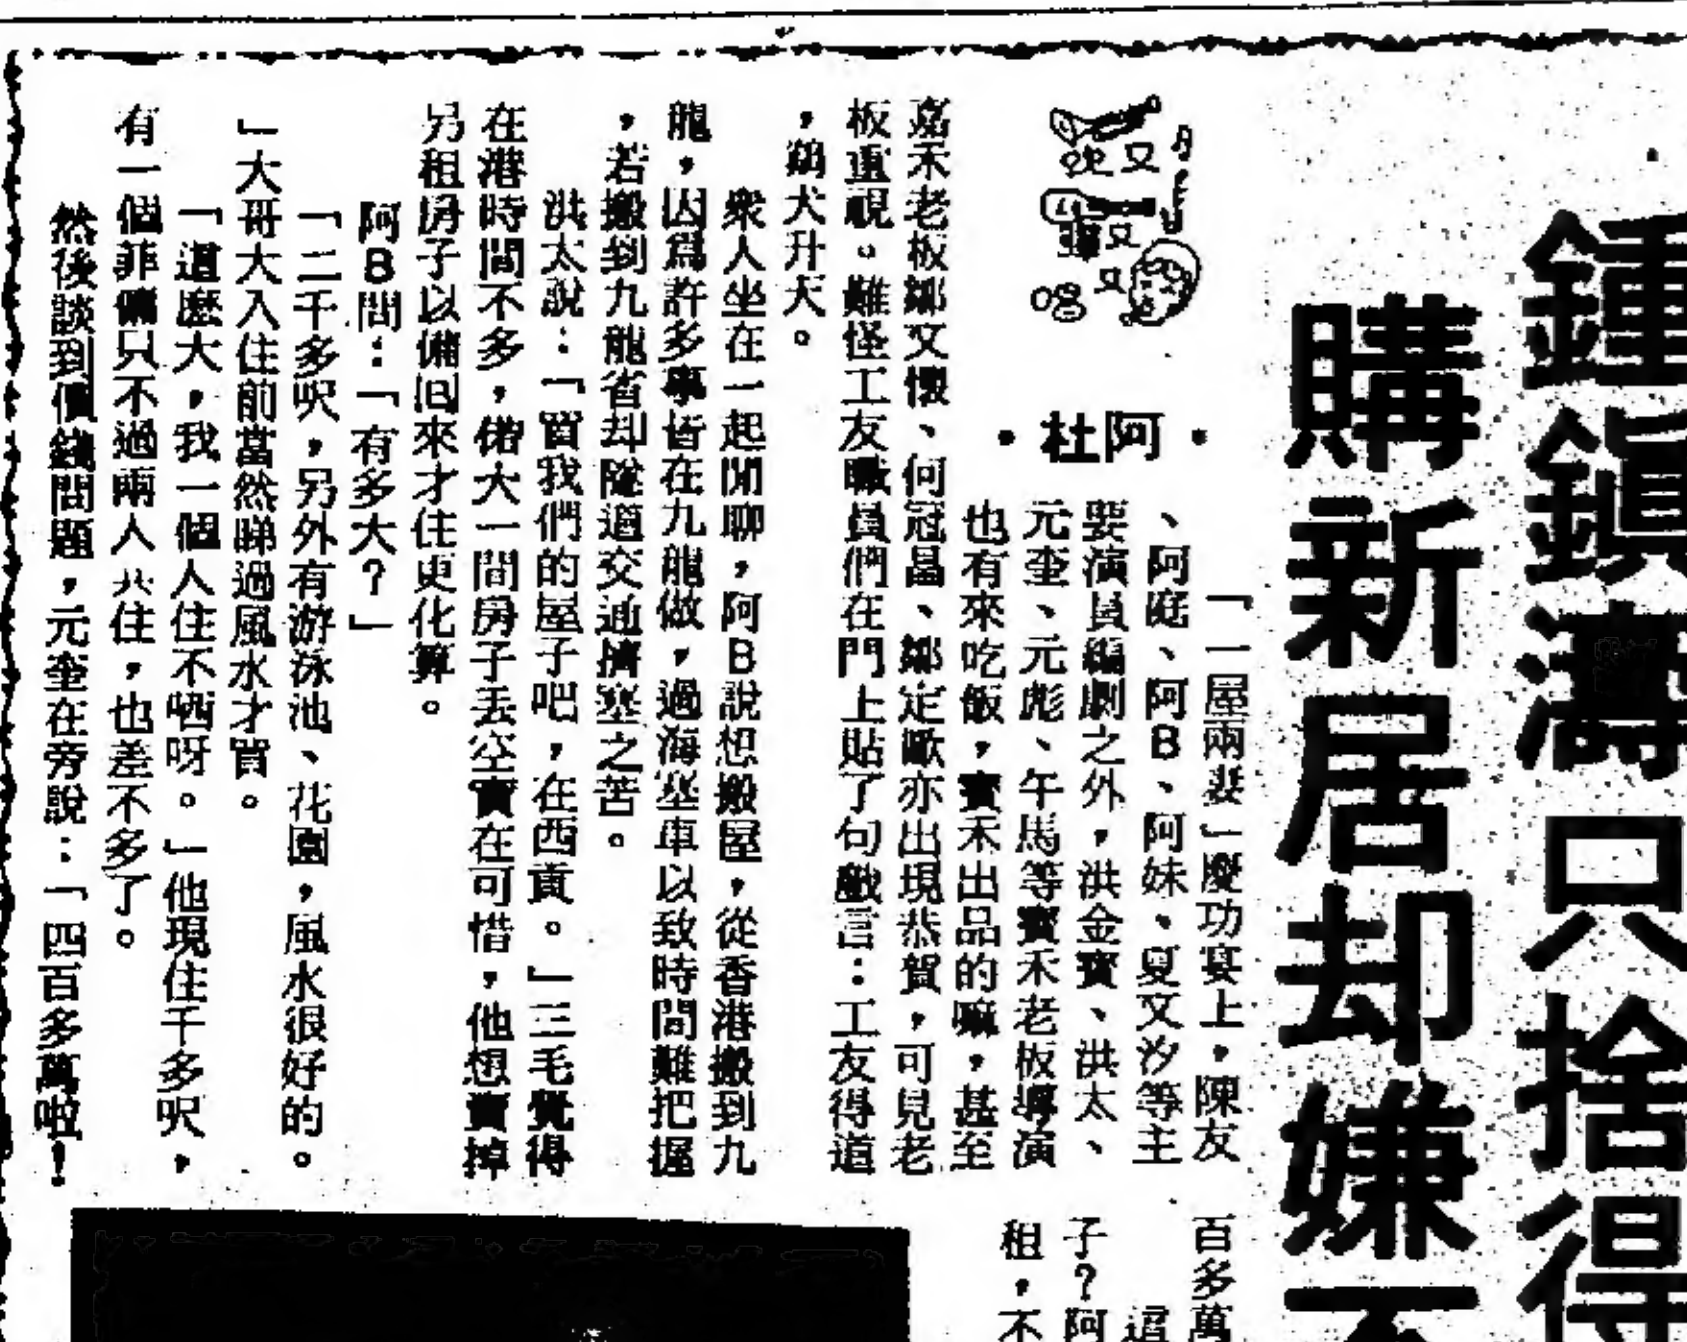 鍾鎮濤只捨得
購新居却嫌不
又說又
又
又唱
・阿杜・
「一屋兩妻」慶功宴上，陳友
、阿庭、阿B、阿妹、夏文汐等主
要演員編劇之外，洪金寶、洪太、
元奎、元彪、午馬等寶禾老板導演
也有來吃飯，寶禾出品的嘛，甚至
嘉禾老板鄒文懷、何冠昌、鄒定歐亦出現恭賀，可見老
板重視。難怪工友職員們在門上貼了句戲言：工友得道
，鷄犬升天。
衆人坐在一起閒聊，阿B說想搬屋，從香港搬到九
龍，因爲許多事皆在九龍做，過海塞車以致時間難把握
，若搬到九龍省却隧道交通擠塞之苦。
洪太說：「買我們的屋子吧，在西貢。」三毛覺得
在港時間不多，偌大一間房子丟空實在可惜，他想賣掉
另租房子以備回來才住更化算。
阿B問：「有多大？」
「二千多呎，另外有游泳池、花園，風水很好的。
」大哥大入住前當然睇過風水才買。
「這麼大，我一個人住不哂呀。」他現住千多呎，
有一個菲傭只不過兩人共住，也差不多了。
然後談到價錢問題，元奎在旁說：「四百多萬啦！
百多萬
這
子？阿
租，不